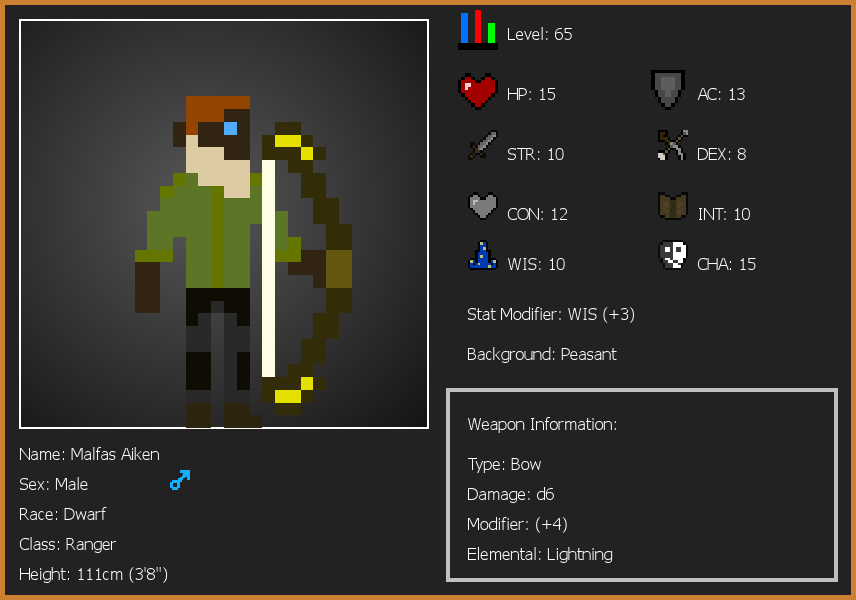 Level: 65
HP: 15
AC: 13
STR: 10
DEX: 8
CON: 12
INT: 10
WIS: 10
CHA: 15
Stat Modifier: WIS (+3)
Background: Peasant
Weapon Information:
Type: Bow
Damage: d6
Modifier: (+4)
Elemental: Lightning
Name: Malfas Aiken
Sex: Male
Race: Dwarf
Class: Ranger
Height: 111cm (3'8")